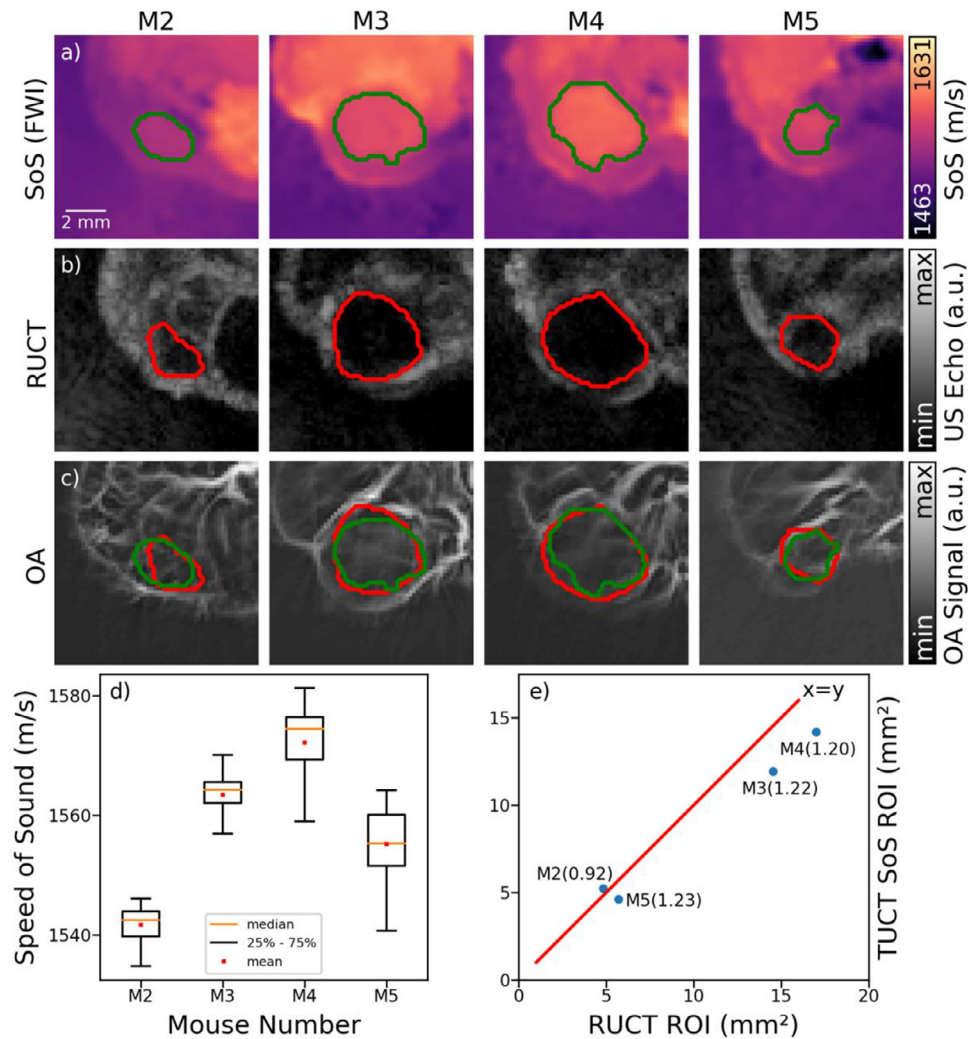 M2 M3 M4 M5
a)
SoS (FWI)
2 mm
1631
1463
SoS (m/s)
b)
RUCT
max
min
US Echo (a.u.)
c)
OA
max
min
OA Signal (a.u.)
d)
Speed of Sound (m/s)
1580
1560
1540
median
25% - 75%
mean
M2 M3 M4 M5
Mouse Number
e)
x=y
M4(1.20)
M3(1.22)
M2(0.92)
M5(1.23)
15
10
5
0
0 5 10 15 20
RUCT ROI (mm²)
TUCT SoS ROI (mm²)